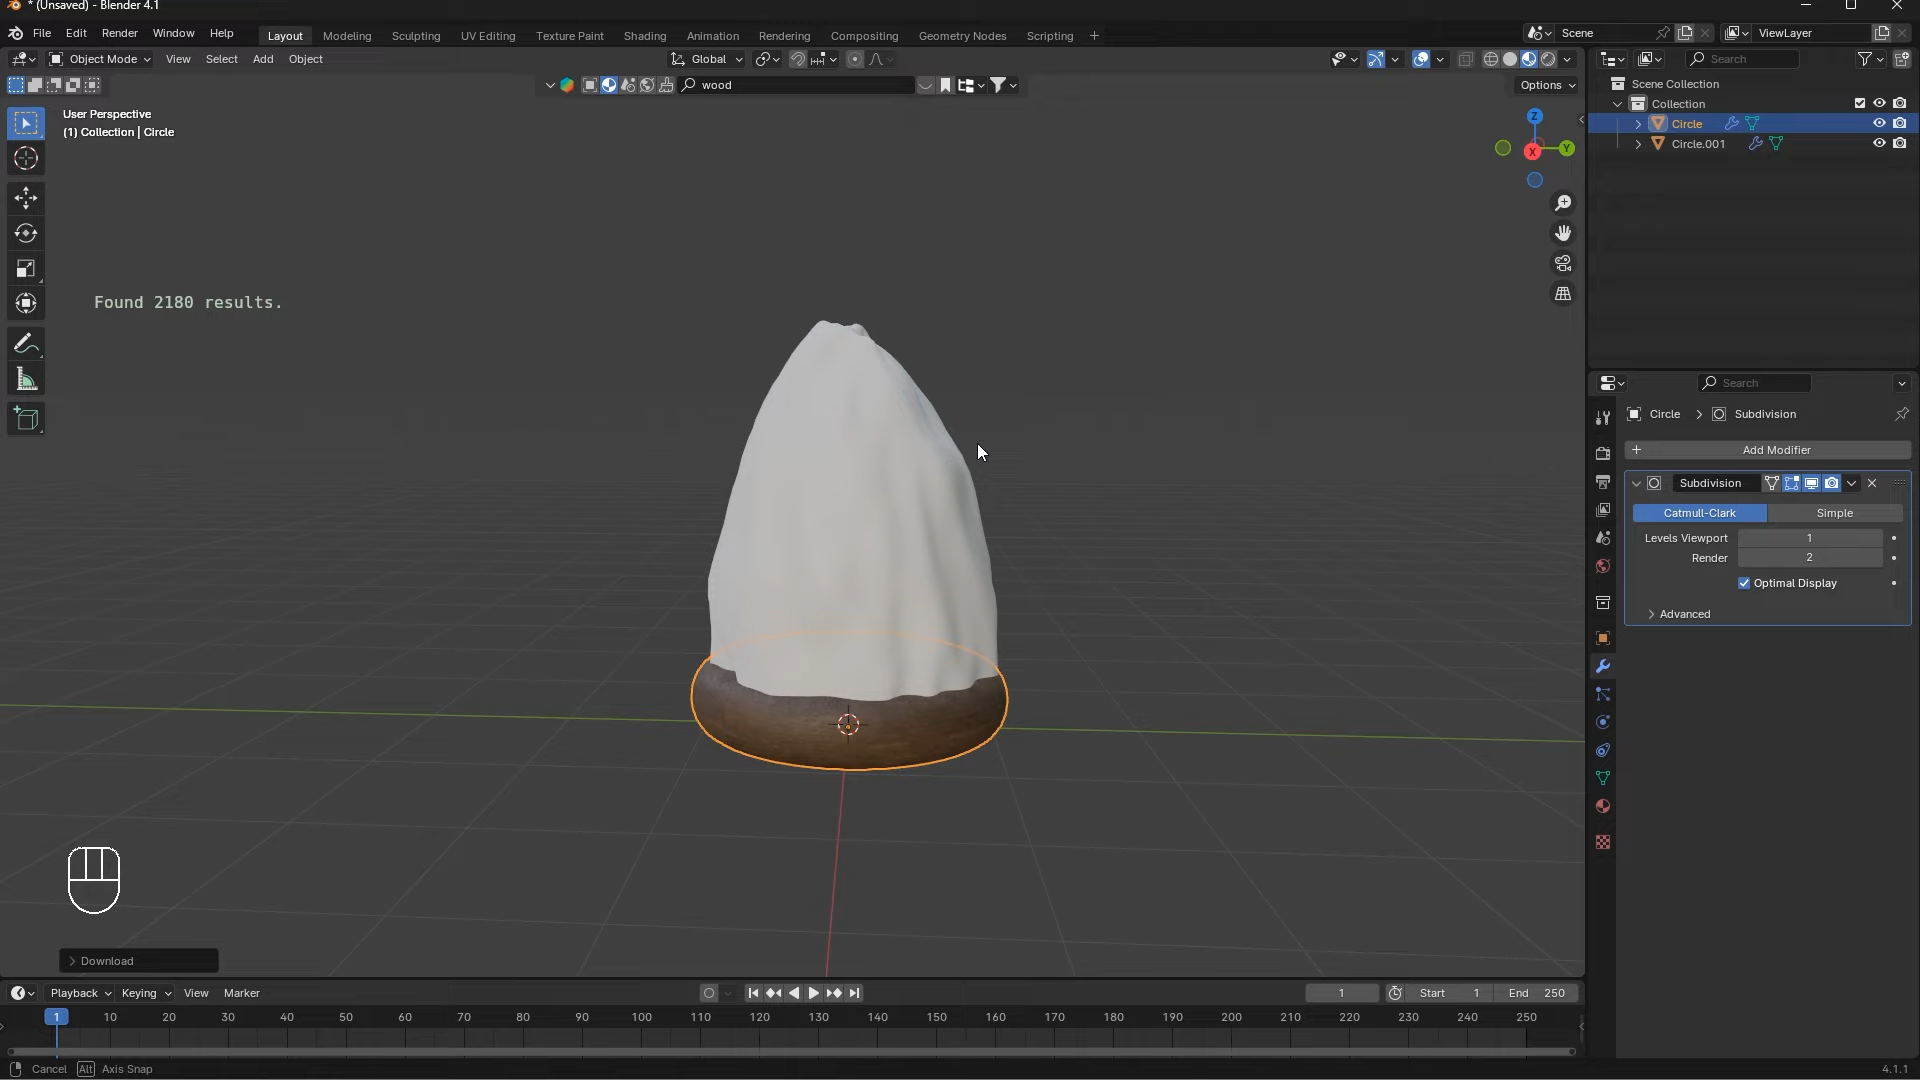 * (Unsaved) - Blender 4.1
File Edit Render Window Help Layout Modeling Sculpting UV Editing Texture Paint Shading Animation Rendering Compositing Geometry Nodes Scripting + Scene ViewLayer
Object Mode View Select Add Object Global Search
wood Options
User Perspective
(1) Collection | Circle
Z
Y
X
Scene Collection
Collection
Circle
Circle.001
Found 2180 results.
Search
Circle > Subdivision
+ Add Modifier
Subdivision
Catmull-Clark Simple
Levels Viewport 1
Render 2
Optimal Display
> Advanced
> Download
Playback Keying View Marker 1 Start 1 End 250
1 10 20 30 40 50 60 70 80 90 100 110 120 130 140 150 160 170 180 190 200 210 220 230 240 250
Cancel Alt Axis Snap 4.1.1